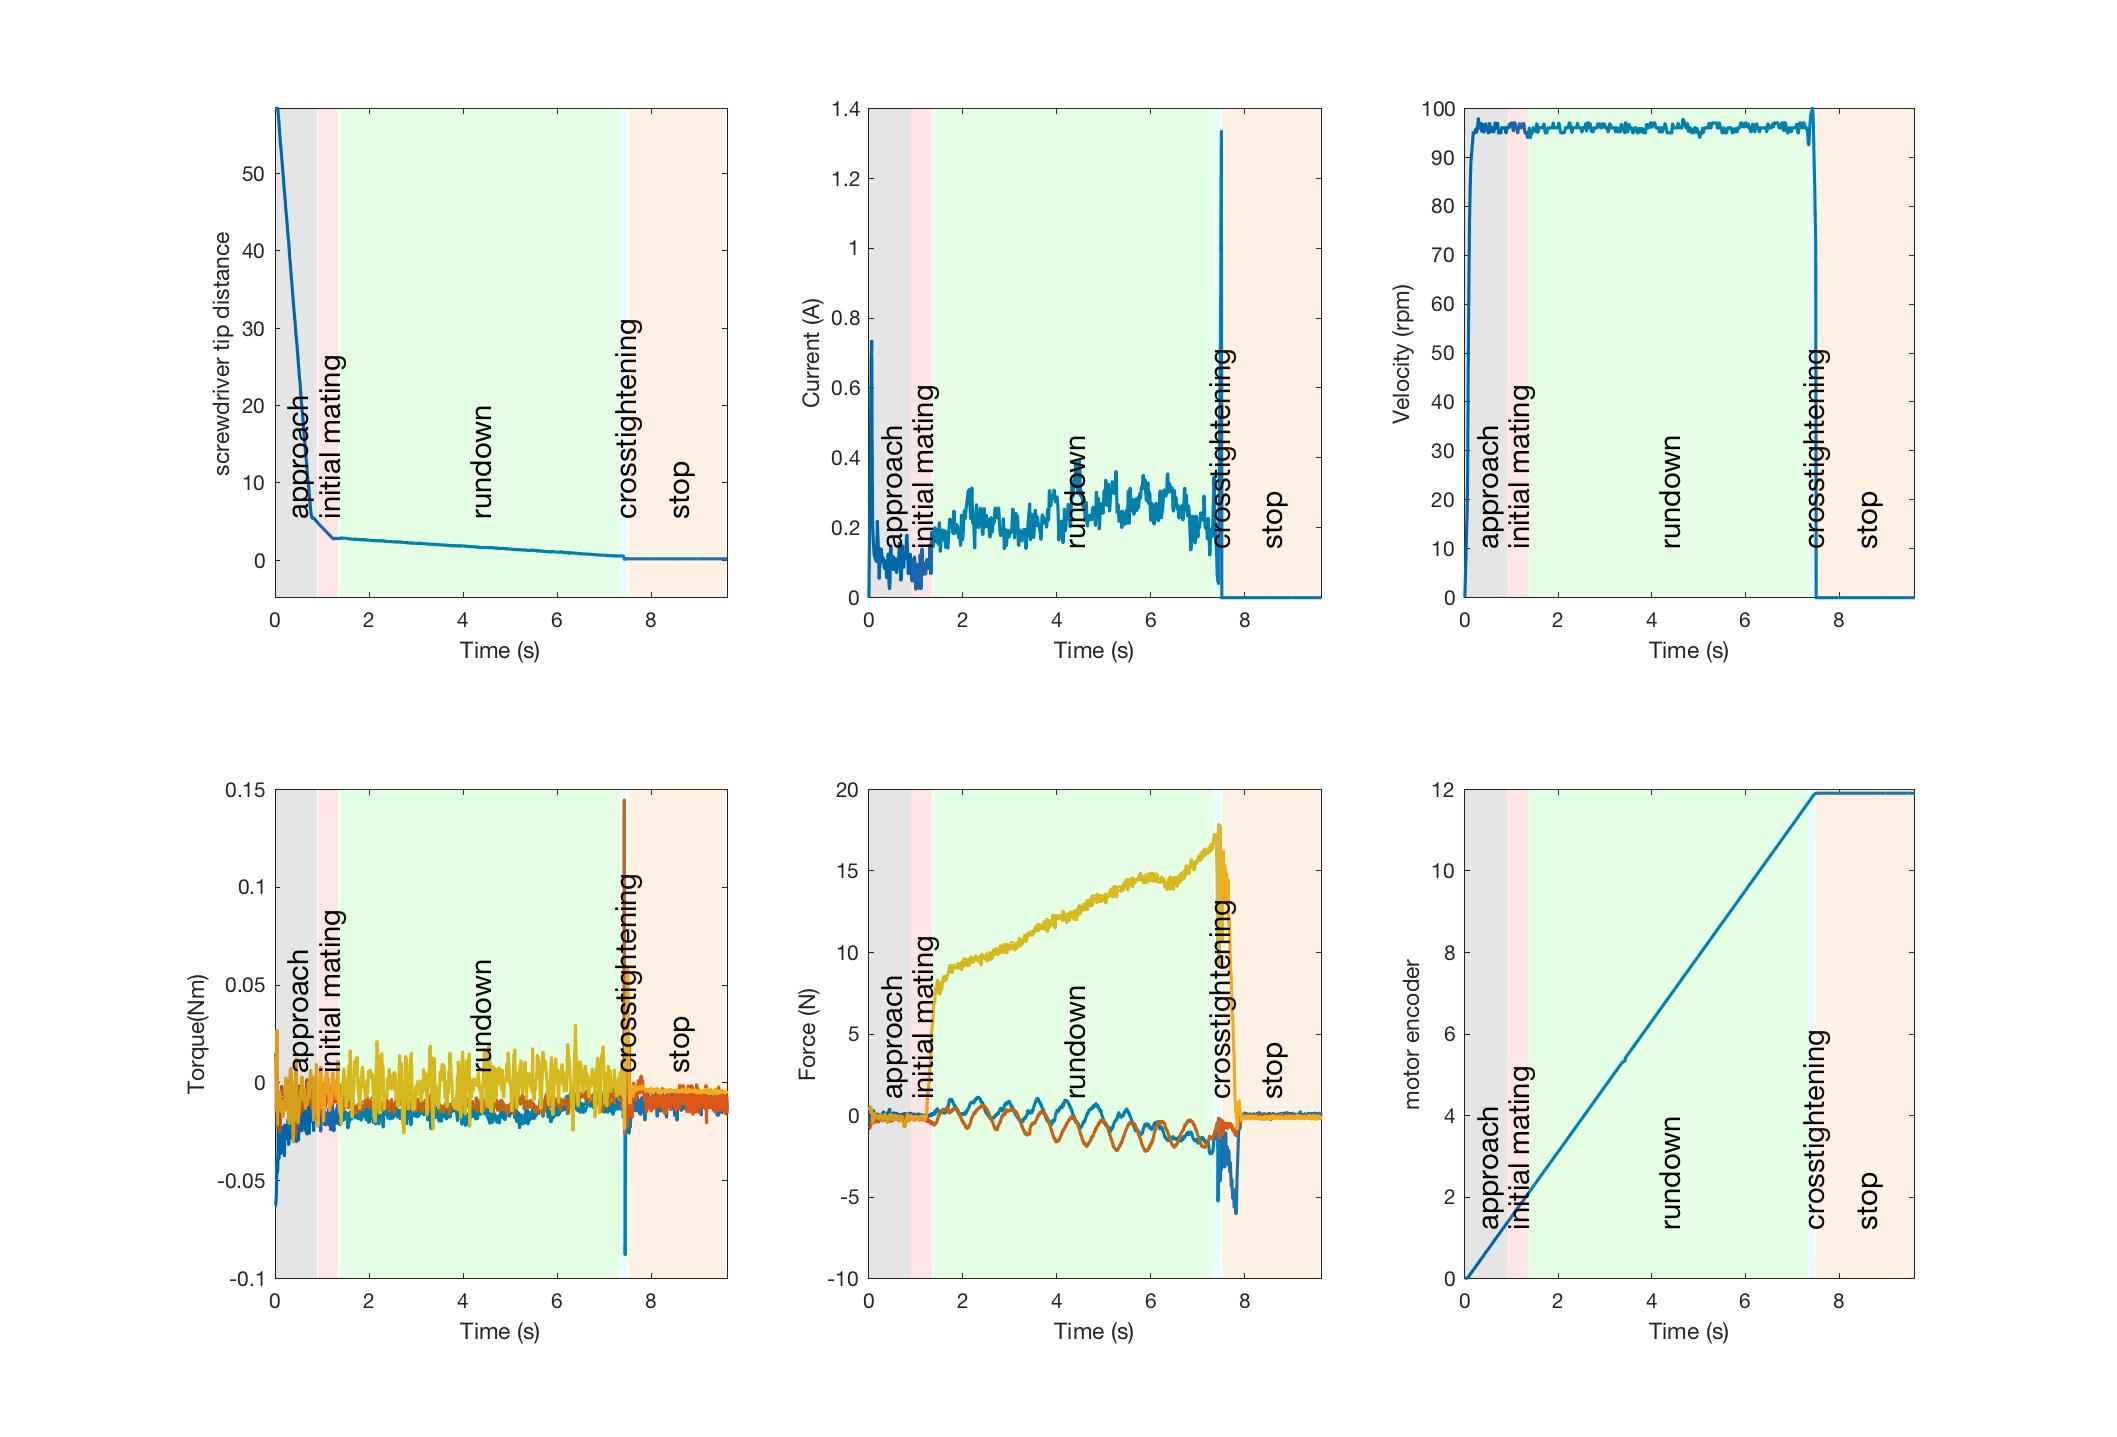 screwdriver tip distance
50
40
30
20
10
0
approach
initial mating
rundown
crosstightening
stop
0 2 4 6 8
Time (s)
Current (A)
1.4
1.2
1
0.8
0.6
0.4
0.2
0
approach
initial mating
rundown
crosstightening
stop
0 2 4 6 8
Time (s)
Velocity (rpm)
100
90
80
70
60
50
40
30
20
10
0
approach
initial mating
rundown
crosstightening
stop
0 2 4 6 8
Time (s)
Torque(Nm)
0.15
0.1
0.05
0
-0.05
-0.1
approach
initial mating
rundown
crosstightening
stop
0 2 4 6 8
Time (s)
Force (N)
20
15
10
5
0
-5
-10
approach
initial mating
rundown
crosstightening
stop
0 2 4 6 8
Time (s)
motor encoder
12
10
8
6
4
2
0
approach
initial mating
rundown
crosstightening
stop
0 2 4 6 8
Time (s)